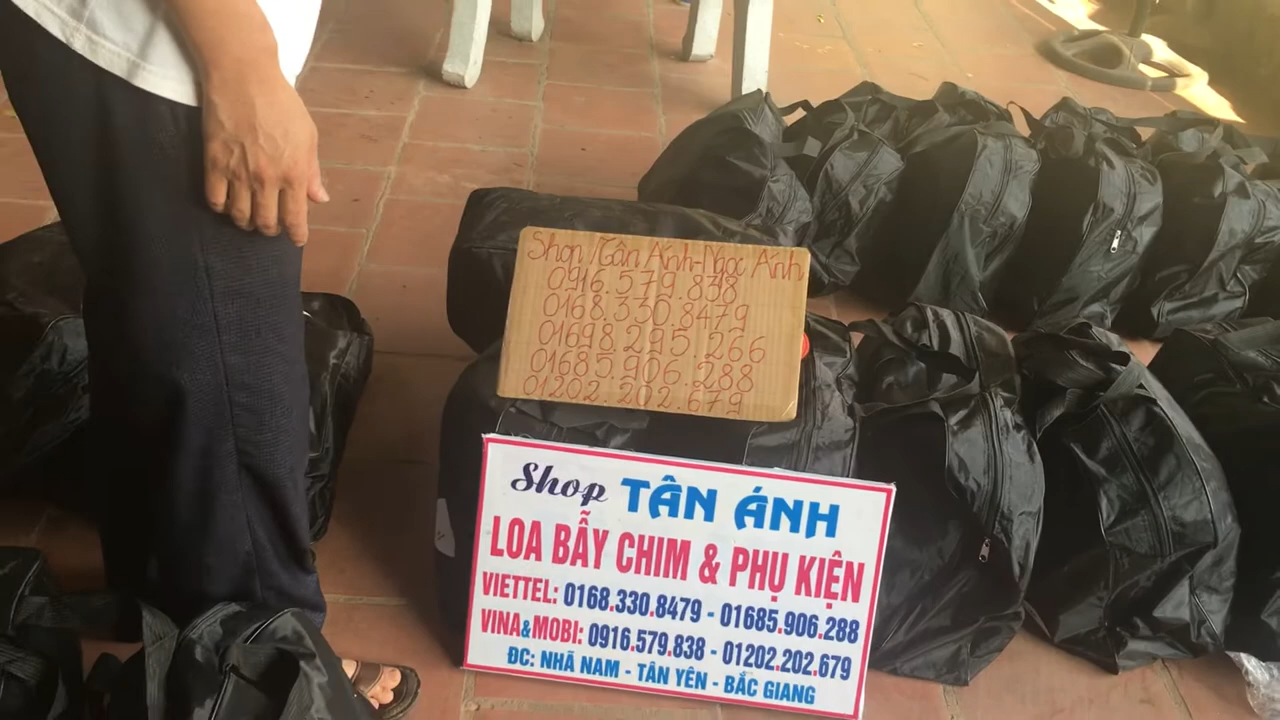 Shop Tân Ánh-Ngọc Ánh
0916.579.838
0168.330.8479
01698.295.266
01685.906.288
01202.202.679
Shop TÂN ÁNH
LOA BẪY CHIM & PHỤ KIỆN
VIETTEL: 0168.330.8479 - 01685.906.288
VINA&MOBI: 0916.579.838 - 01202.202.679
ĐC: NHÃ NAM - TÂN YÊN - BẮC GIANG